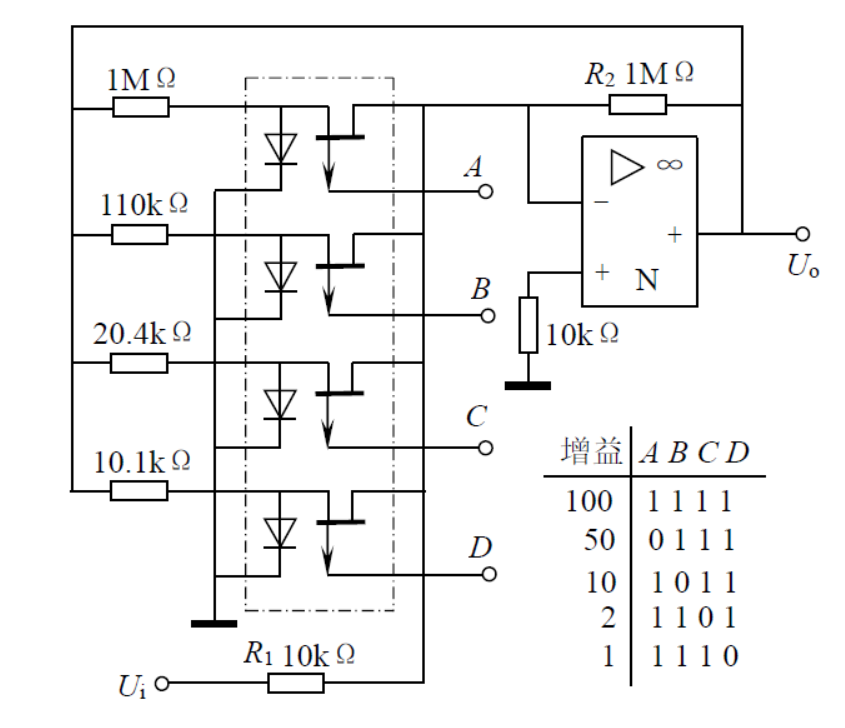 1MΩ
R₂ 1MΩ
▷ ∞
A
110kΩ
−
+
Uₒ
B
+
N
20.4kΩ
10kΩ
C
增益 A B C D
10.1kΩ
100 1 1 1 1
50 0 1 1 1
D
10 1 0 1 1
2 1 1 0 1
R₁ 10kΩ
1 1 1 1 0
Uᵢ